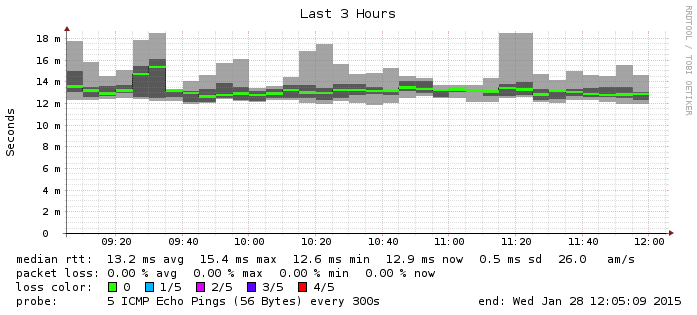 Last 3 Hours
RRDTOOL / TOBI OETIKER
Seconds
18 m
16 m
14 m
12 m
10 m
8 m
6 m
4 m
2 m
0
09:20 09:40 10:00 10:20 10:40 11:00 11:20 11:40 12:00
median rtt: 13.2 ms avg 15.4 ms max 12.6 ms min 12.9 ms now 0.5 ms sd 26.0 am/s
packet loss: 0.00 % avg 0.00 % max 0.00 % min 0.00 % now
loss color: 0 1/5 2/5 3/5 4/5
probe: 5 ICMP Echo Pings (56 Bytes) every 300s end: Wed Jan 28 12:05:09 2015